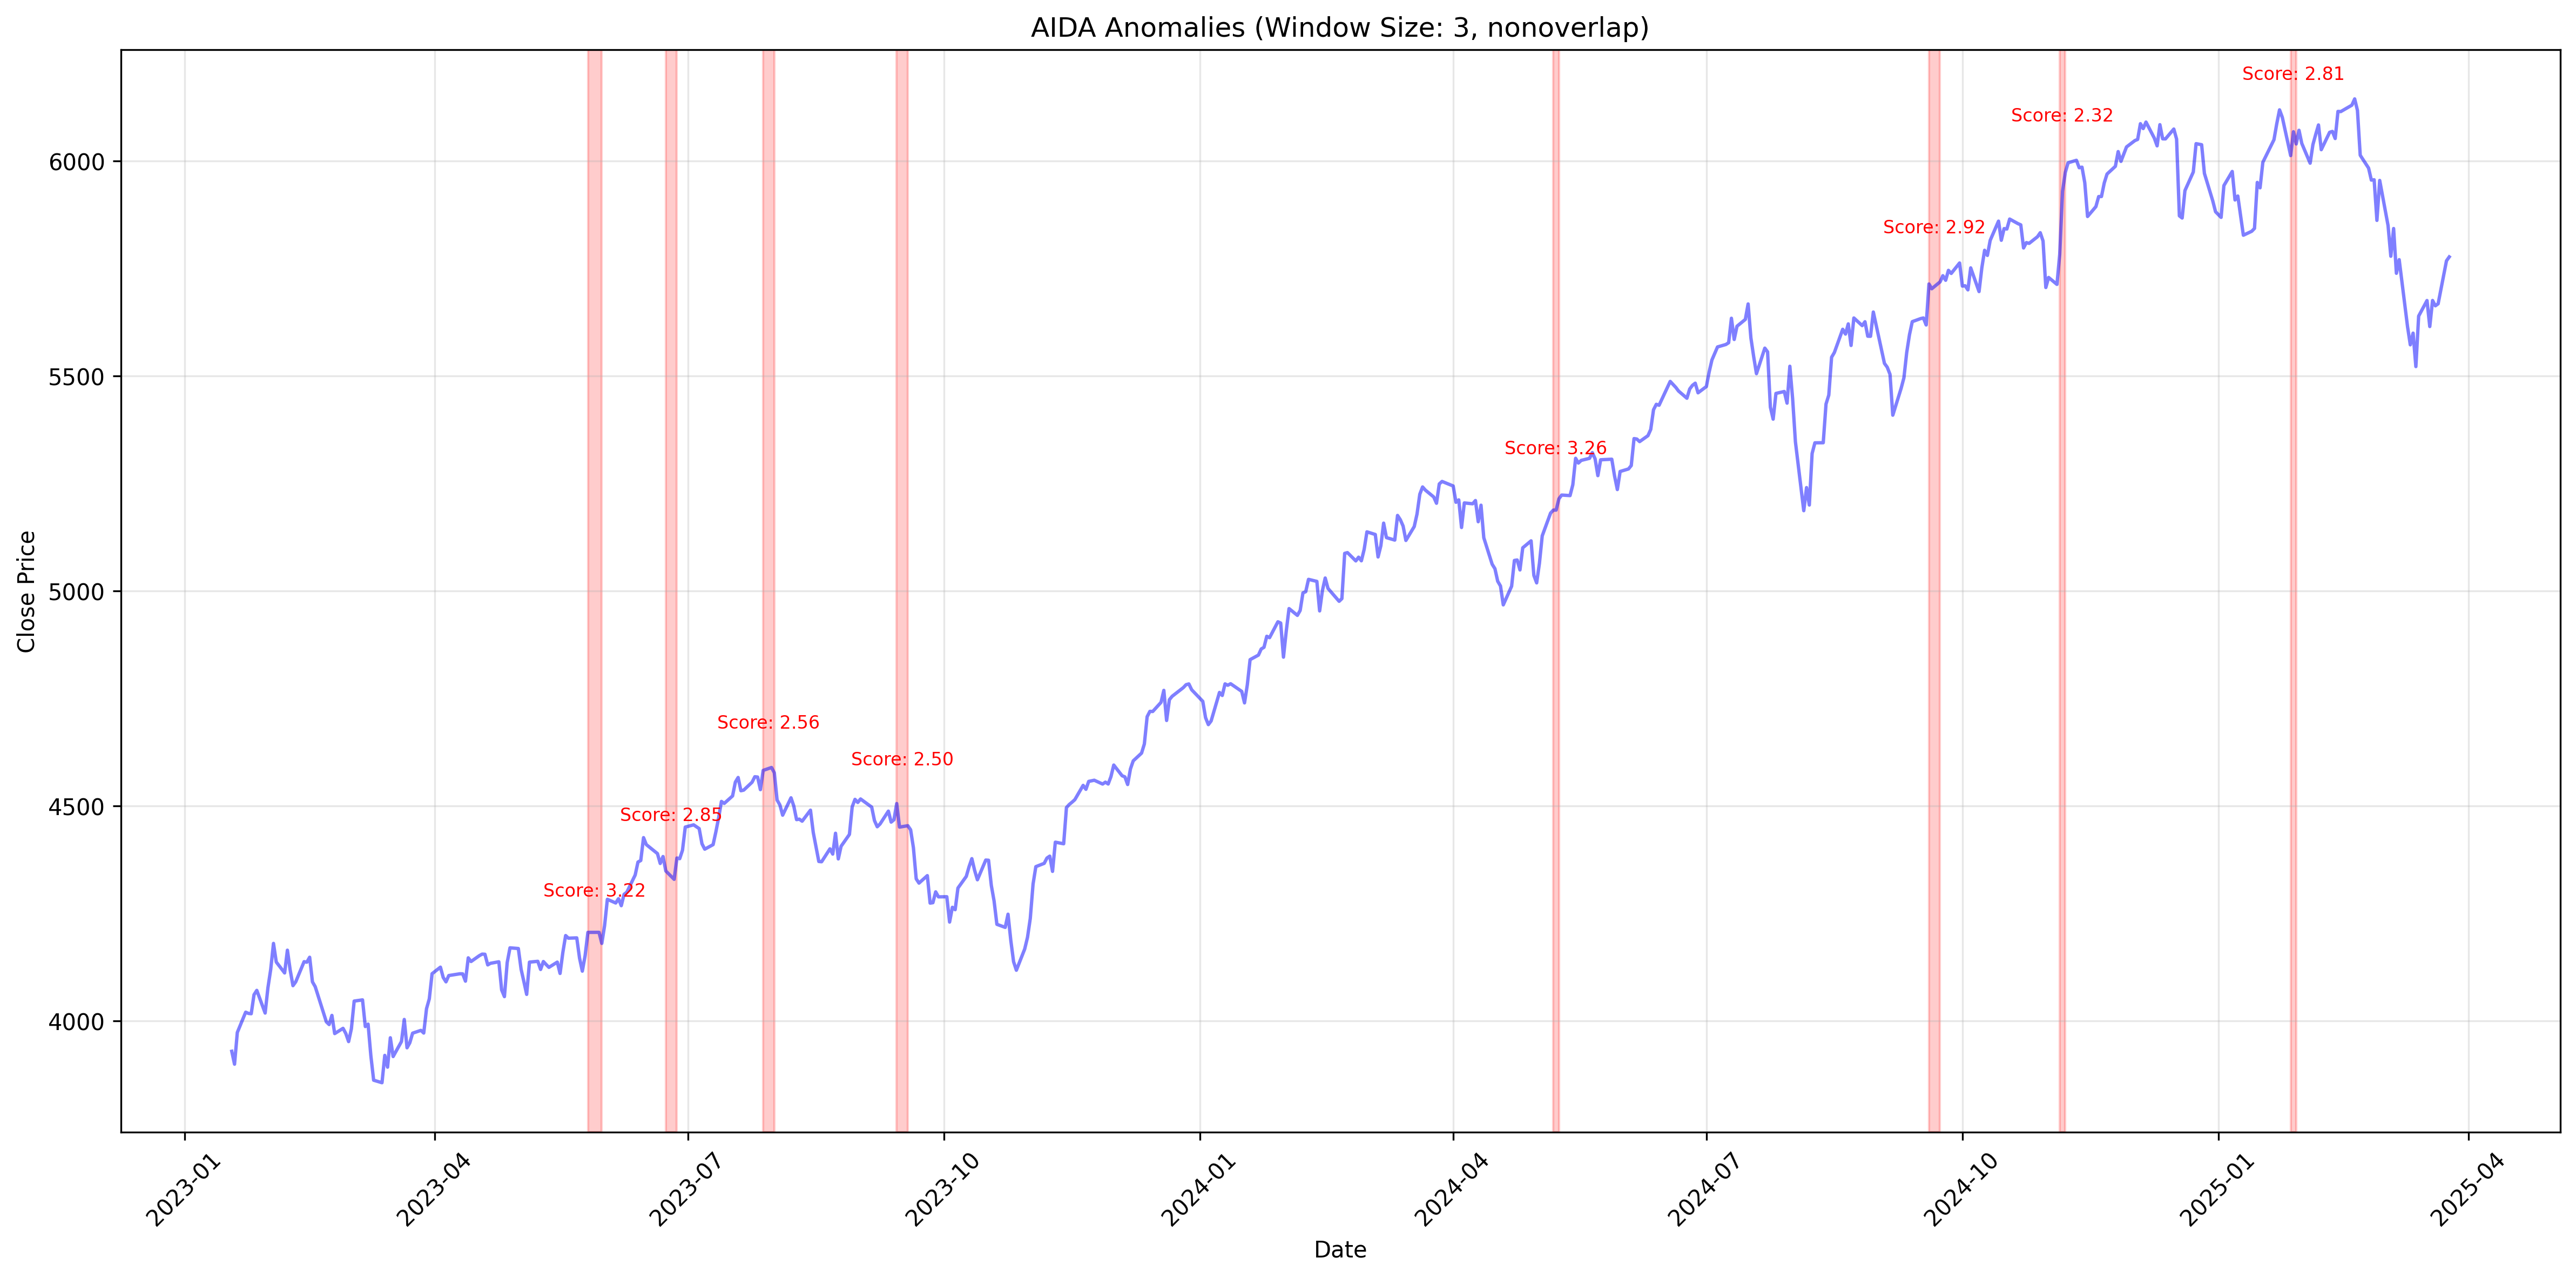 AIDA Anomalies (Window Size: 3, nonoverlap)
Score: 2.81
Score: 2.32
Score: 2.92
Score: 3.26
Score: 2.56
Score: 2.50
Score: 2.85
Score: 3.22
Close Price
6000
5500
5000
4500
4000
2023-01
2023-04
2023-07
2023-10
2024-01
2024-04
2024-07
2024-10
2025-01
2025-04
Date